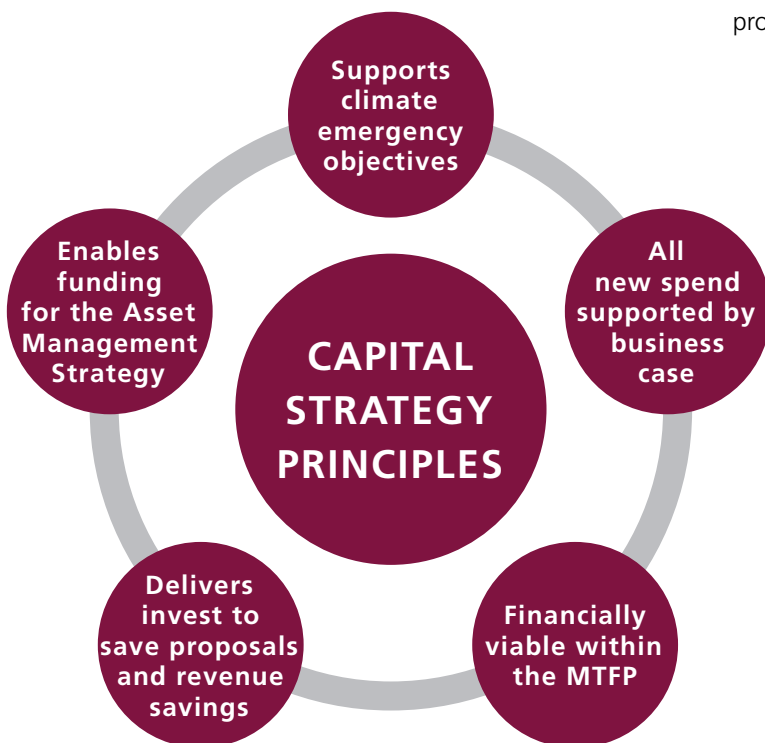 Supports
climate
emergency
objectives
All
new spend
supported by
business
case
Financially
viable within
the MTFP
Delivers
invest to
save proposals
and revenue
savings
Enables
funding
for the Asset
Management
Strategy
CAPITAL
STRATEGY
PRINCIPLES